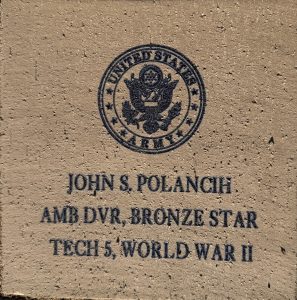 UNITED STATES
ARMY
JOHN S. POLANCIH
AMB DVR, BRONZE STAR
TECH 5, WORLD WAR II